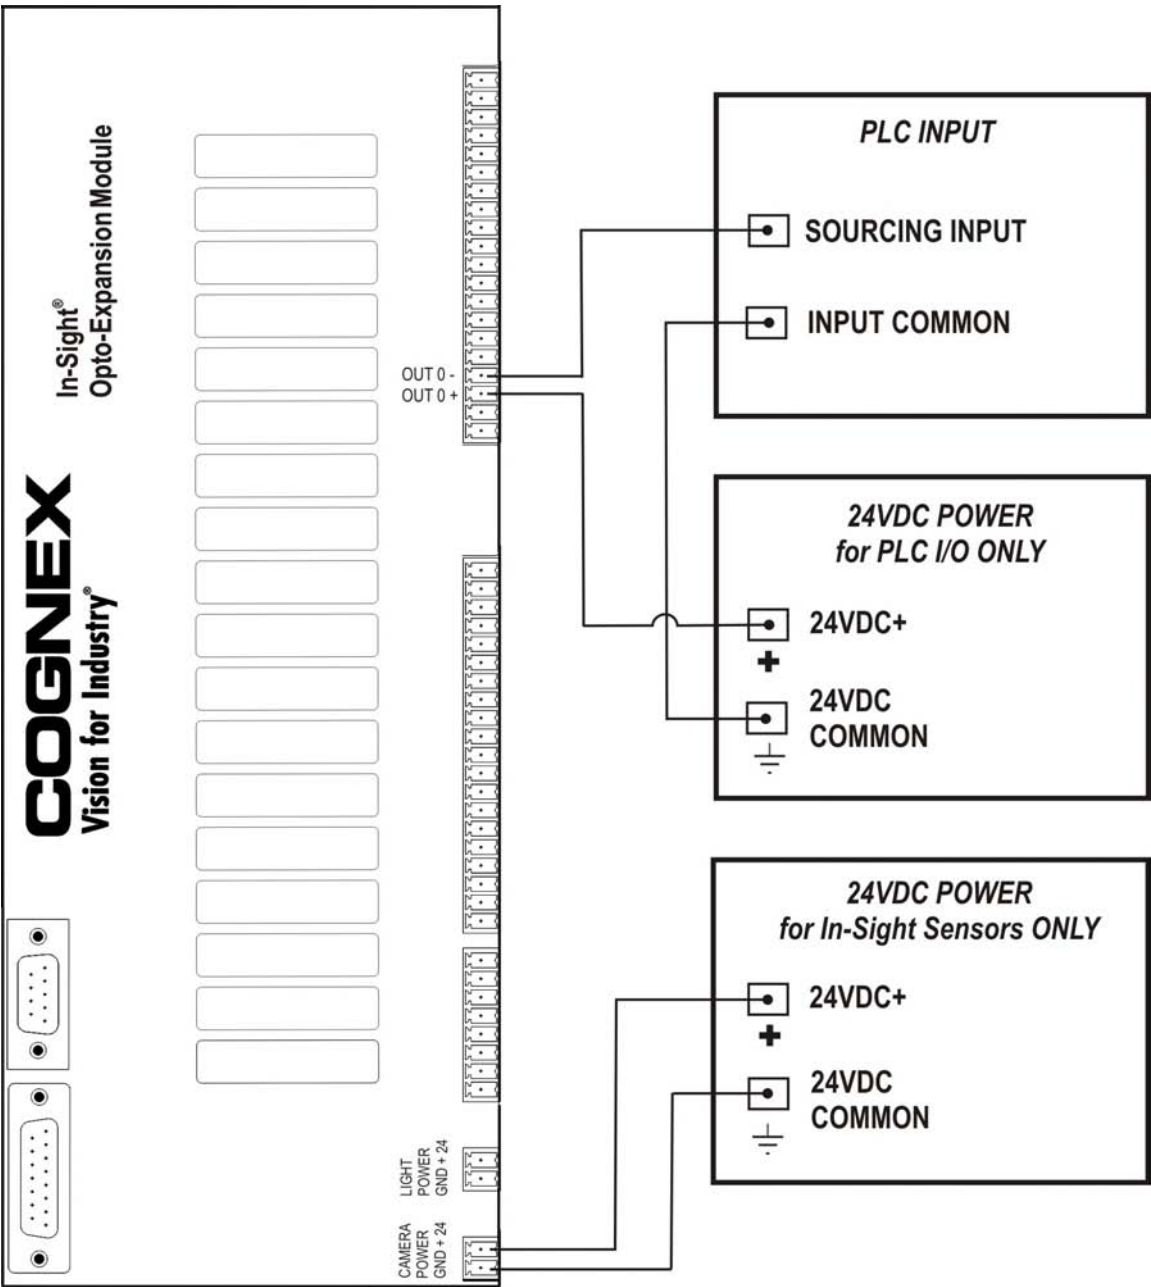 In-Sight®
Opto-Expansion Module
COGNEX
Vision for Industry®
OUT 0 -
OUT 0 +
LIGHT
POWER
GND + 24
CAMERA
POWER
GND + 24
PLC INPUT
SOURCING INPUT
INPUT COMMON
24VDC POWER
for PLC I/O ONLY
24VDC+
+
24VDC
COMMON
24VDC POWER
for In-Sight Sensors ONLY
24VDC+
+
24VDC
COMMON